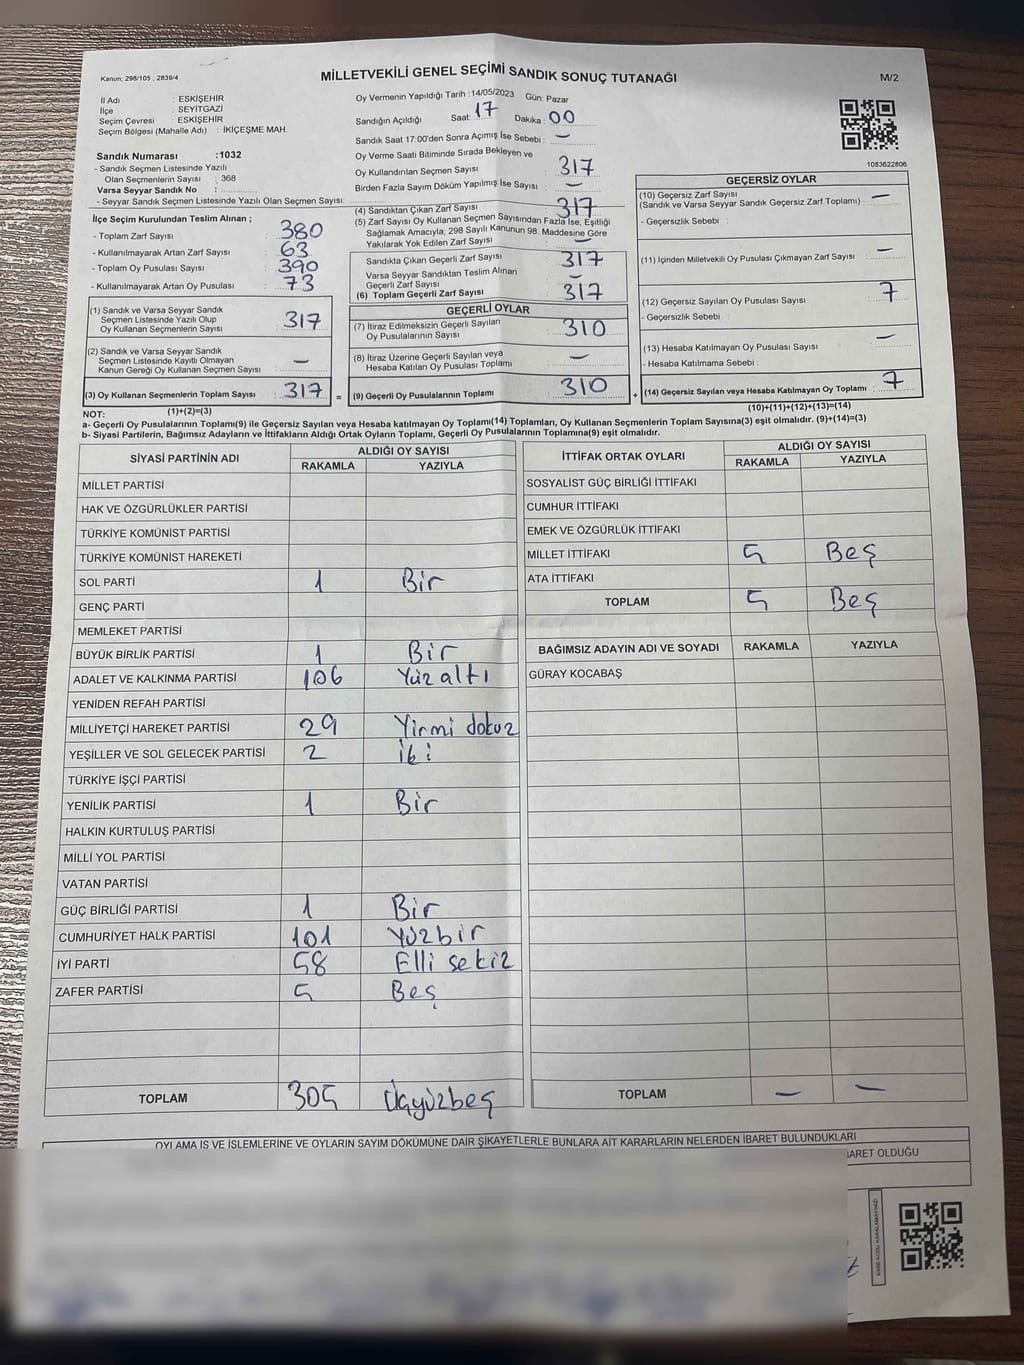 Kanun; 298/105 , 2839/4
MİLLETVEKİLİ GENEL SEÇİMİ SANDIK SONUÇ TUTANAĞI
M/2
İl Adı : ESKİŞEHİR
İlçe : SEYİTGAZİ
Seçim Çevresi : ESKİŞEHİR
Seçim Bölgesi (Mahalle Adı) : İKİÇEŞME MAH.
Sandık Numarası :1032
- Sandık Seçmen Listesinde Yazılı
Olan Seçmenlerin Sayısı : 368
Varsa Seyyar Sandık No :
- Seyyar Sandık Seçmen Listesinde Yazılı Olan Seçmen Sayısı:
Oy Vermenin Yapıldığı Tarih :14/05/2023 Gün: Pazar
Sandığın Açıldığı Saat: 17 Dakika: 00
Sandık Saat 17:00'den Sonra Açımış İse Sebebi : —
Oy Verme Saati Bitiminde Sırada Bekleyen ve
Oy Kullandırılan Seçmen Sayısı : 317
Birden Fazla Sayım Döküm Yapılmış İse Sayısı : —
1083622806
İlçe Seçim Kurulundan Teslim Alınan ;
- Toplam Zarf Sayısı : 380
- Kullanılmayarak Artan Zarf Sayısı : 63
- Toplam Oy Pusulası Sayısı : 390
- Kullanılmayarak Artan Oy Pusulası : 73
(4) Sandıktan Çıkan Zarf Sayısı : 317
(5) Zarf Sayısı Oy Kullanan Seçmen Sayısından Fazla İse, Eşitliği
Sağlamak Amacıyla, 298 Sayılı Kanunun 98. Maddesine Göre
Yakılarak Yok Edilen Zarf Sayısı : —
Sandıkta Çıkan Geçerli Zarf Sayısı : 317
Varsa Seyyar Sandıktan Teslim Alınan
Geçerli Zarf Sayısı : —
(6) Toplam Geçerli Zarf Sayısı : 317
GEÇERSİZ OYLAR
(10) Geçersiz Zarf Sayısı
(Sandık ve Varsa Seyyar Sandık Geçersiz Zarf Toplamı) : —
- Geçersizlik Sebebi :
(11) İçinden Milletvekili Oy Pusulası Çıkmayan Zarf Sayısı : —
(12) Geçersiz Sayılan Oy Pusulası Sayısı : 7
- Geçersizlik Sebebi :
(13) Hesaba Katılmayan Oy Pusulası Sayısı : —
- Hesaba Katılmama Sebebi :
(14) Geçersiz Sayılan veya Hesaba Katılmayan Oy Toplamı : 7
(10)+(11)+(12)+(13)=(14)
(1) Sandık ve Varsa Seyyar Sandık
Seçmen Listesinde Yazılı Olup
Oy Kullanan Seçmenlerin Sayısı : 317
(2) Sandık ve Varsa Seyyar Sandık
Seçmen Listesinde Kayıtlı Olmayan
Kanun Gereği Oy Kullanan Seçmen Sayısı : —
(3) Oy Kullanan Seçmenlerin Toplam Sayısı : 317 =
(1)+(2)=(3)
GEÇERLİ OYLAR
(7) İtiraz Edilmeksizin Geçerli Sayılan
Oy Pusulalarının Sayısı : 310
(8) İtiraz Üzerine Geçerli Sayılan veya
Hesaba Katılan Oy Pusulası Toplamı : —
(9) Geçerli Oy Pusulalarının Toplamı : 310 +
NOT:
a- Geçerli Oy Pusulalarının Toplamı(9) ile Geçersiz Sayılan veya Hesaba katılmayan Oy Toplamı(14) Toplamları, Oy Kullanan Seçmenlerin Toplam Sayısına(3) eşit olmalıdır. (9)+(14)=(3)
b- Siyasi Partilerin, Bağımsız Adayların ve İttifakların Aldığı Ortak Oyların Toplamı, Geçerli Oy Pusulalarının Toplamına(9) eşit olmalıdır.
SİYASİ PARTİNİN ADI ALDIĞI OY SAYISI
RAKAMLA YAZIYLA
MİLLET PARTİSİ
HAK VE ÖZGÜRLÜKLER PARTİSİ
TÜRKİYE KOMÜNİST PARTİSİ
TÜRKİYE KOMÜNİST HAREKETİ
SOL PARTİ 1 Bir
GENÇ PARTİ
MEMLEKET PARTİSİ
BÜYÜK BİRLİK PARTİSİ 1 Bir
ADALET VE KALKINMA PARTİSİ 106 Yüz altı
YENİDEN REFAH PARTİSİ
MİLLİYETÇİ HAREKET PARTİSİ 29 Yirmi dokuz
YEŞİLLER VE SOL GELECEK PARTİSİ 2 İki
TÜRKİYE İŞÇİ PARTİSİ
YENİLİK PARTİSİ 1 Bir
HALKIN KURTULUŞ PARTİSİ
MİLLİ YOL PARTİSİ
VATAN PARTİSİ
GÜÇ BİRLİĞİ PARTİSİ 1 Bir
CUMHURİYET HALK PARTİSİ 101 Yüzbir
İYİ PARTİ 58 Elli sekiz
ZAFER PARTİSİ 5 Beş
TOPLAM 305 Üçyüzbeş
İTTİFAK ORTAK OYLARI ALDIĞI OY SAYISI
RAKAMLA YAZIYLA
SOSYALİST GÜÇ BİRLİĞİ İTTİFAKI
CUMHUR İTTİFAKI
EMEK VE ÖZGÜRLÜK İTTİFAKI
MİLLET İTTİFAKI 5 Beş
ATA İTTİFAKI
TOPLAM 5 Beş
BAĞIMSIZ ADAYIN ADI VE SOYADI RAKAMLA YAZIYLA
GÜRAY KOCABAŞ
TOPLAM — —
OYLAMA İŞ VE İŞLEMLERİNE VE OYLARIN SAYIM DÖKÜMÜNE DAİR ŞİKAYETLERLE BUNLARA AİT KARARLARIN NELERDEN İBARET BULUNDUKLARI
İBARET OLDUĞU
KARE KODU KARALAMAYINIZ!